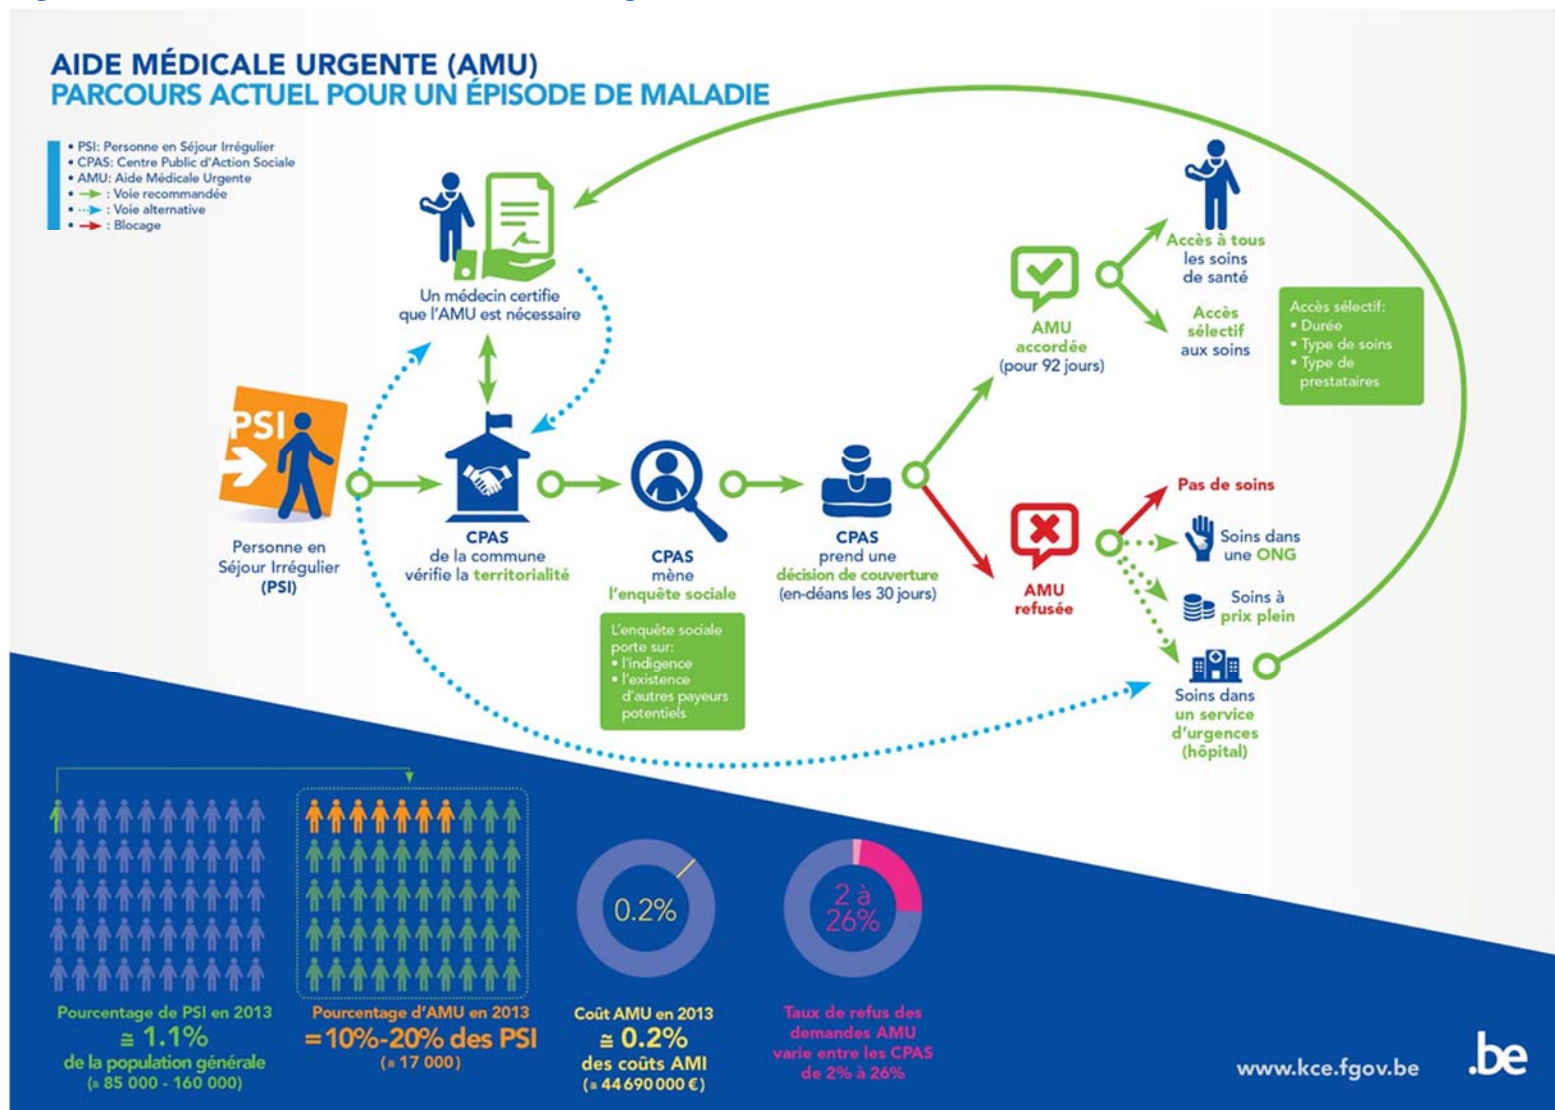 AIDE MÉDICALE URGENTE (AMU)
PARCOURS ACTUEL POUR UN ÉPISODE DE MALADIE
• PSI: Personne en Séjour Irrégulier
• CPAS: Centre Public d'Action Sociale
• AMU: Aide Médicale Urgente
• : Voie recommandée
• : Voie alternative
• : Blocage
Un médecin certifie
que l'AMU est nécessaire
PSI
Personne en
Séjour Irrégulier
(PSI)
CPAS
de la commune
vérifie la territorialité
CPAS
mène
l'enquête sociale
L'enquête sociale
porte sur:
• l'indigence
• l'existence
d'autres payeurs
potentiels
CPAS
prend une
décision de couverture
(en-déans les 30 jours)
AMU
accordée
(pour 92 jours)
Accès à tous
les soins
de santé
Accès
sélectif
aux soins
Accès sélectif:
• Durée
• Type de soins
• Type de
prestataires
AMU
refusée
Pas de soins
Soins dans
une ONG
Soins à
prix plein
Soins dans
un service
d'urgences
(hôpital)
Pourcentage de PSI en 2013
≅ 1.1%
de la population générale
(≅ 85 000 - 160 000)
Pourcentage d'AMU en 2013
=10%-20% des PSI
(≅ 17 000)
0.2%
Coût AMU en 2013
≅ 0.2%
des coûts AMI
(≅ 44 690 000 €)
2 à
26%
Taux de refus des
demandes AMU
varie entre les CPAS
de 2% à 26%
www.kce.fgov.be
.be